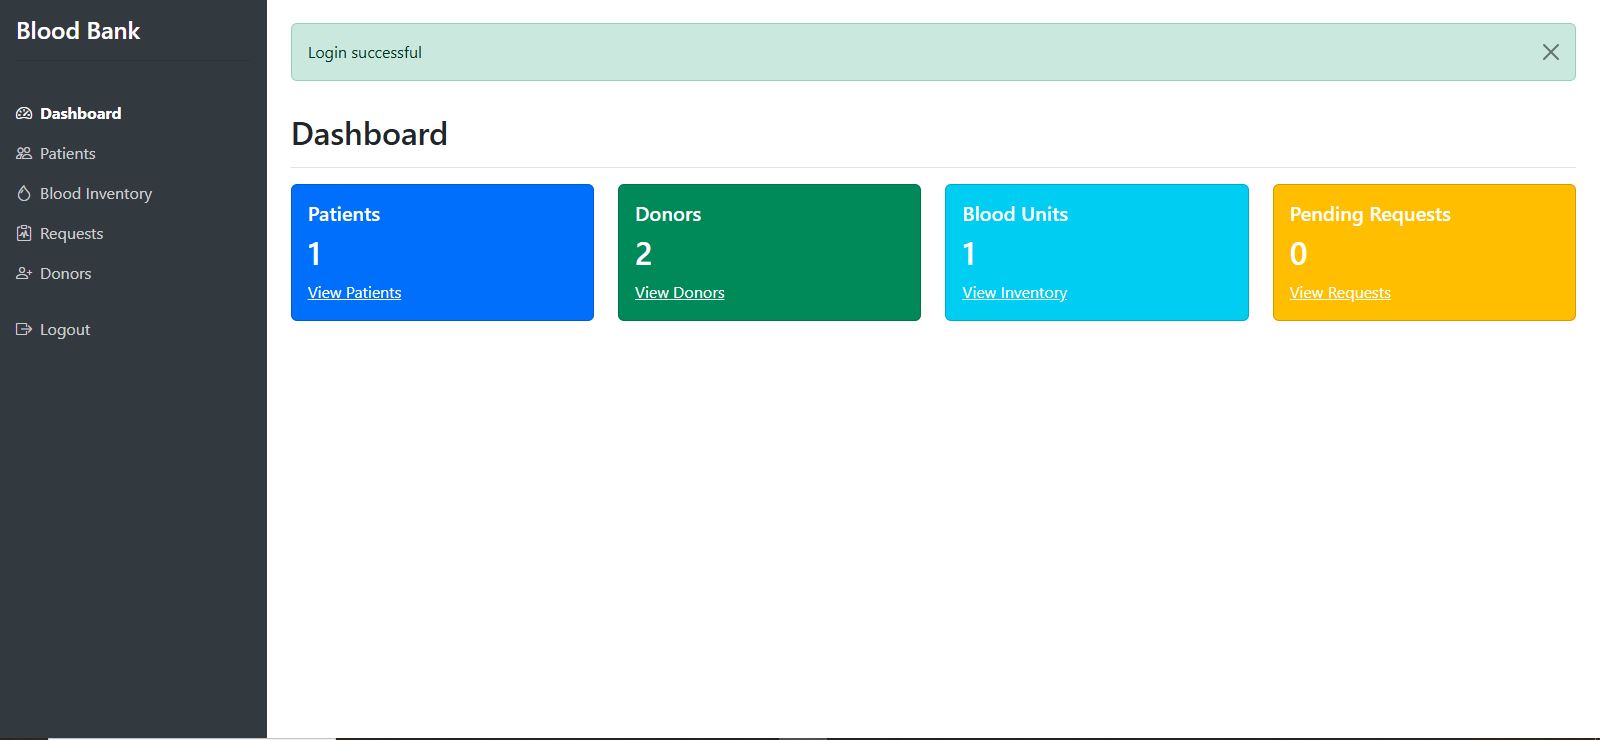 Blood Bank
Dashboard
Patients
Blood Inventory
Requests
Donors
Logout
Login successful
Dashboard
Patients
1
View Patients
Donors
2
View Donors
Blood Units
1
View Inventory
Pending Requests
0
View Requests